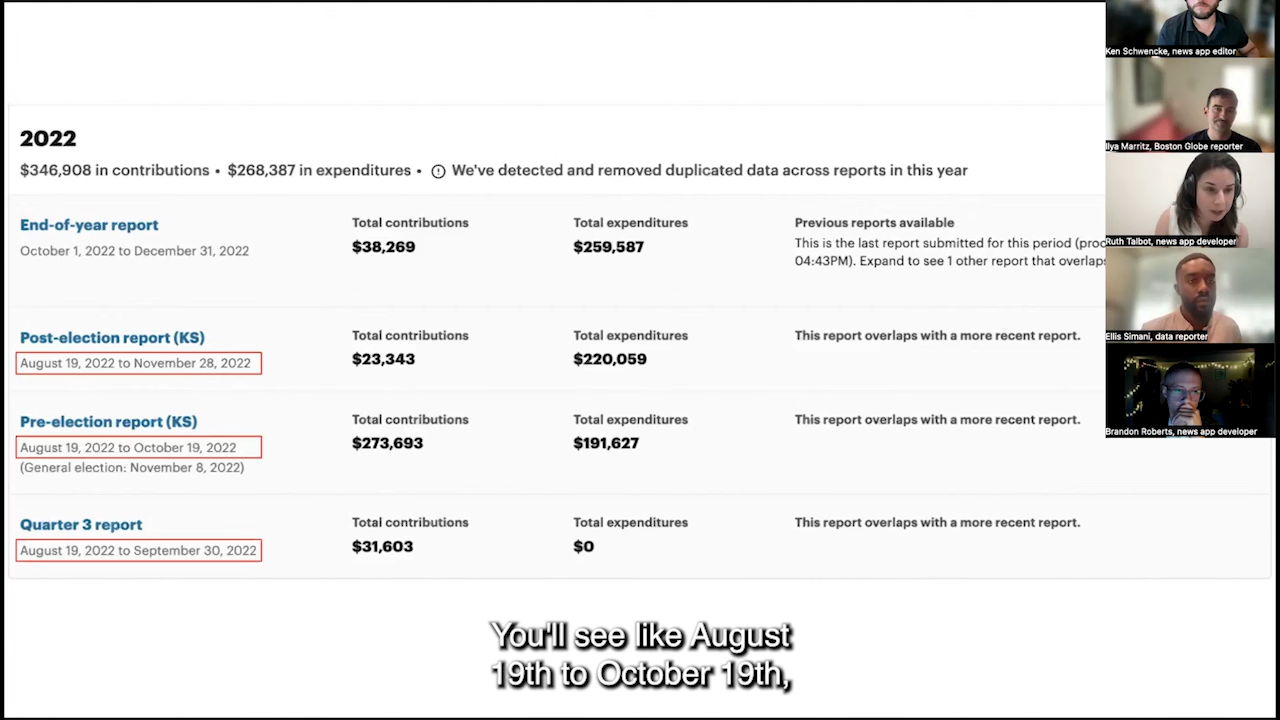 2022
$346,908 in contributions • $268,387 in expenditures • We've detected and removed duplicated data across reports in this year
End-of-year report
October 1, 2022 to December 31, 2022
Total contributions
$38,269
Total expenditures
$259,587
Previous reports available
This is the last report submitted for this period (proc
04:43PM). Expand to see 1 other report that overlaps
Post-election report (KS)
August 19, 2022 to November 28, 2022
Total contributions
$23,343
Total expenditures
$220,059
This report overlaps with a more recent report.
Pre-election report (KS)
August 19, 2022 to October 19, 2022
(General election: November 8, 2022)
Total contributions
$273,693
Total expenditures
$191,627
This report overlaps with a more recent report.
Quarter 3 report
August 19, 2022 to September 30, 2022
Total contributions
$31,603
Total expenditures
$0
This report overlaps with a more recent report.
Ken Schwencke, news app editor
Ilya Marritz, Boston Globe reporter
Ruth Talbot, news app developer
Ellis Simani, data reporter
Brandon Roberts, news app developer
You'll see like August
19th to October 19th,